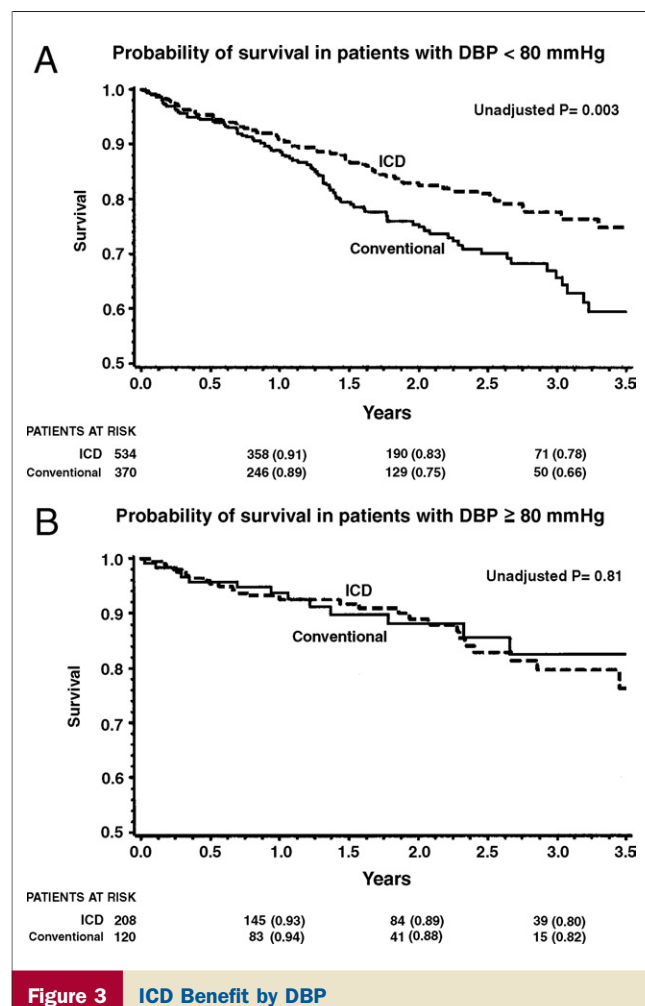 A
Probability of survival in patients with DBP < 80 mmHg
Unadjusted P= 0.003
1.0
0.9
0.8
0.7
0.6
0.5
Survival
ICD
Conventional
0.0 0.5 1.0 1.5 2.0 2.5 3.0 3.5
Years
PATIENTS AT RISK
ICD 534 358 (0.91) 190 (0.83) 71 (0.78)
Conventional 370 246 (0.89) 129 (0.75) 50 (0.66)
B
Probability of survival in patients with DBP ≧ 80 mmHg
Unadjusted P= 0.81
1.0
0.9
0.8
0.7
0.6
0.5
Survival
ICD
Conventional
0.0 0.5 1.0 1.5 2.0 2.5 3.0 3.5
Years
PATIENTS AT RISK
ICD 208 145 (0.93) 84 (0.89) 39 (0.80)
Conventional 120 83 (0.94) 41 (0.88) 15 (0.82)
Figure 3 ICD Benefit by DBP